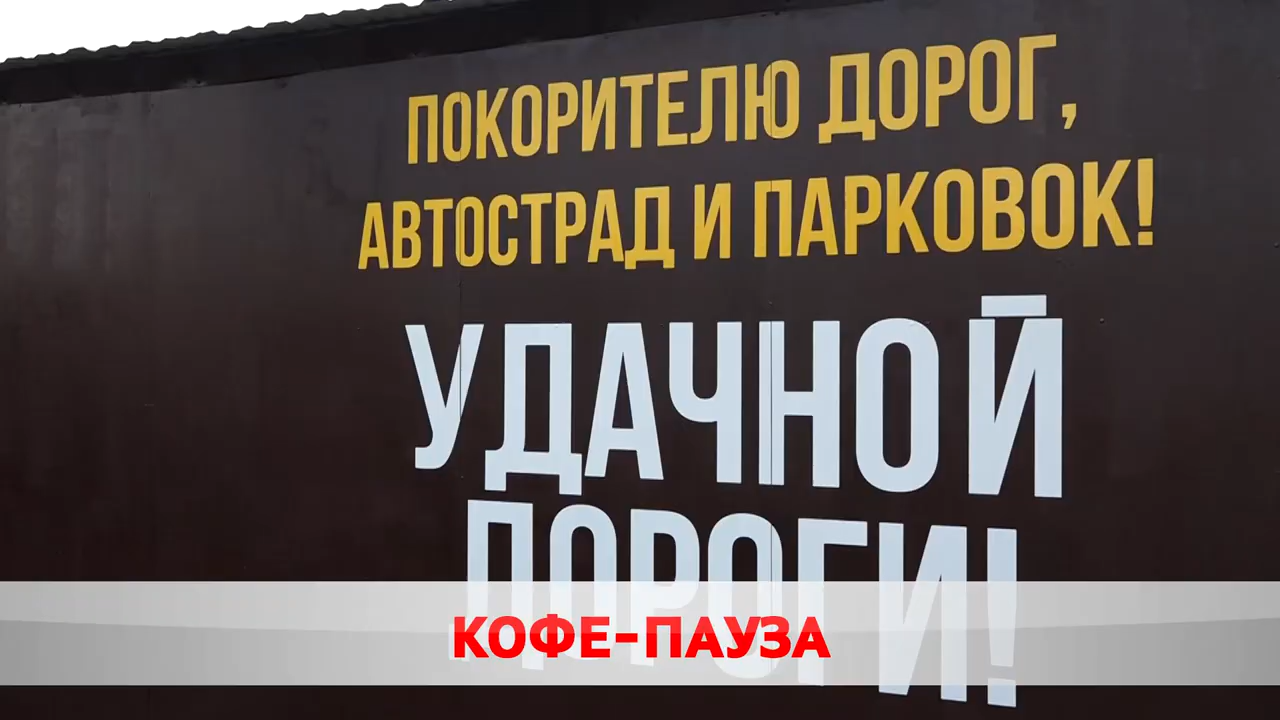 ПОКОРИТЕЛЮ ДОРОГ,
АВТОСТРАД И ПАРКОВОК!
УДАЧНОЙ
ДОРОГИ!
КОФЕ-ПАУЗА